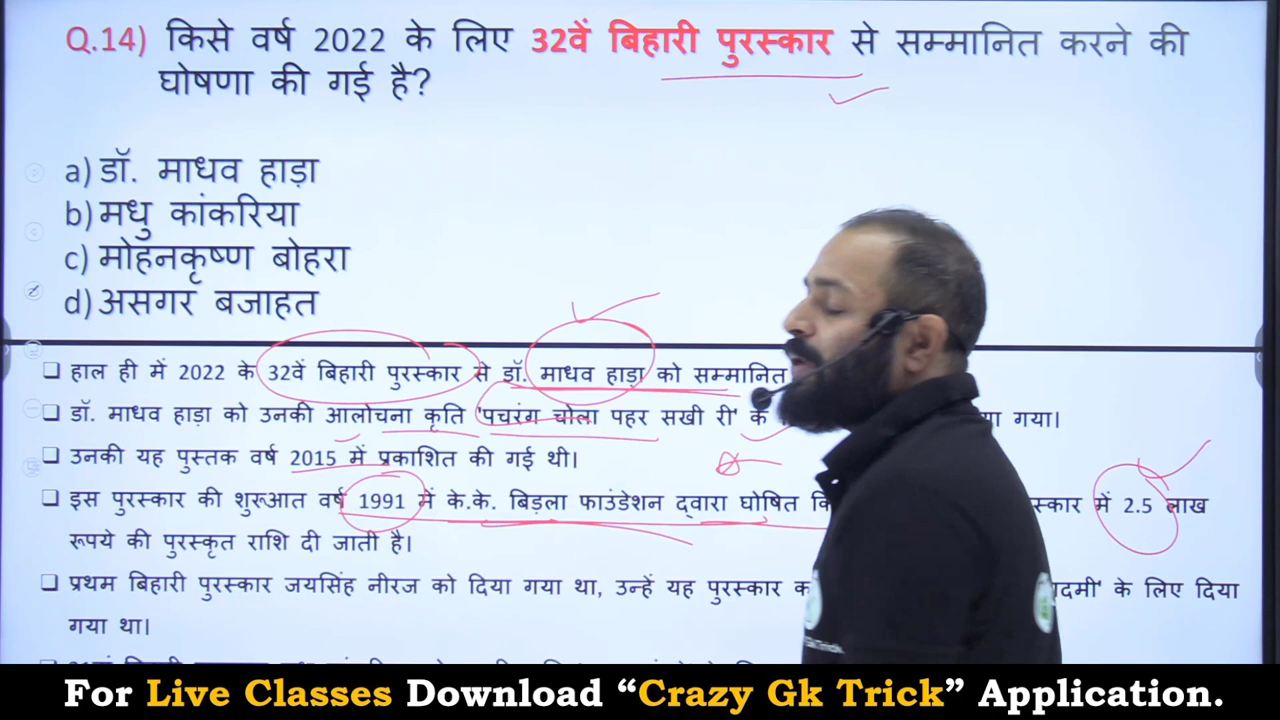 Q.14) किसे वर्ष 2022 के लिए 32वें बिहारी पुरस्कार से सम्मानित करने की
घोषणा की गई है?
a) डॉ. माधव हाड़ा
b) मधु कांकरिया
c) मोहनकृष्ण बोहरा
d) असगर बजाहत
हाल ही में 2022 के 32वें बिहारी पुरस्कार से डॉ. माधव हाड़ा को सम्मानित
डॉ. माधव हाड़ा को उनकी आलोचना कृति 'पचरंग चोला पहर सखी री' के गया।
उनकी यह पुस्तक वर्ष 2015 में प्रकाशित की गई थी।
इस पुरस्कार की शुरूआत वर्ष 1991 में के.के. बिड़ला फाउंडेशन द्वारा घोषित में 2.5 लाख
रूपये की पुरस्कृत राशि दी जाती है।
प्रथम बिहारी पुरस्कार जयसिंह नीरज को दिया गया था, उन्हें यह पुरस्कार के लिए दिया
गया था।
For Live Classes Download “Crazy Gk Trick” Application.